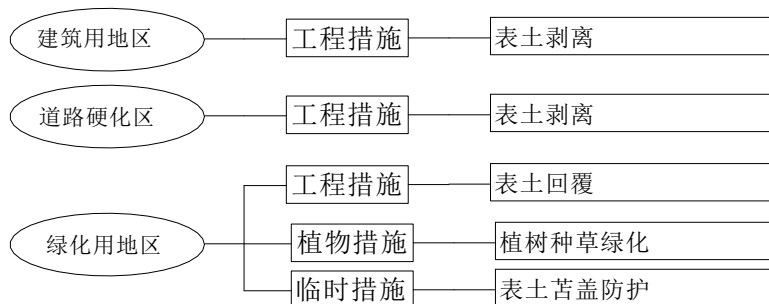 建筑用地区 工程措施 表土剥离
道路硬化区 工程措施 表土剥离
工程措施 表土回覆
绿化用地区 植物措施 植树种草绿化
临时措施 表土苫盖防护